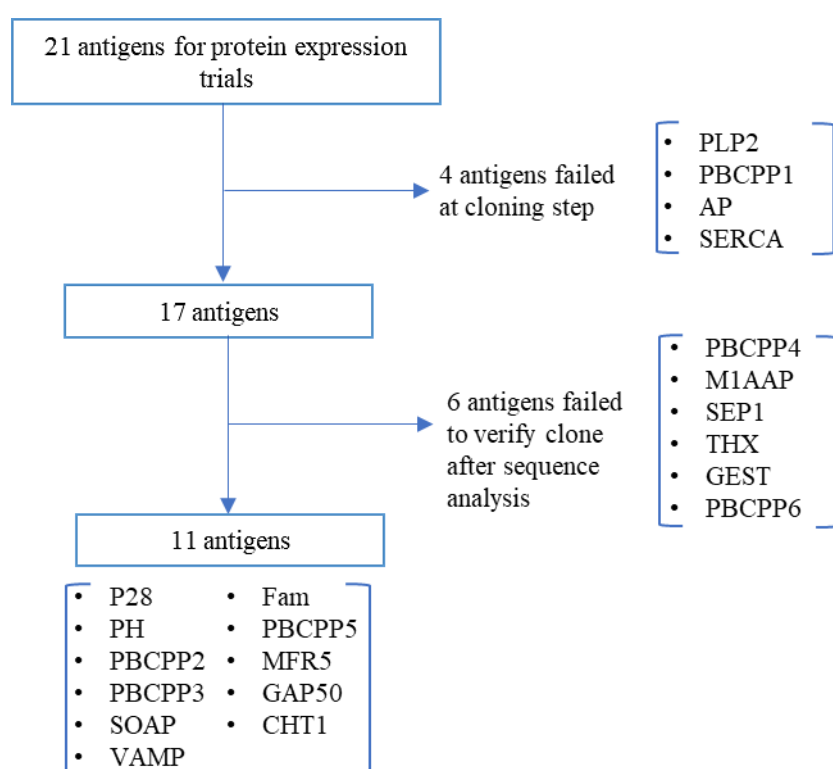 21 antigens for protein expression
trials
4 antigens failed
at cloning step
• PLP2
• PBCPP1
• AP
• SERCA
17 antigens
6 antigens failed
to verify clone
after sequence
analysis
• PBCPP4
• M1AAP
• SEP1
• THX
• GEST
• PBCPP6
11 antigens
• P28
• PH
• PBCPP2
• PBCPP3
• SOAP
• VAMP
• Fam
• PBCPP5
• MFR5
• GAP50
• CHT1